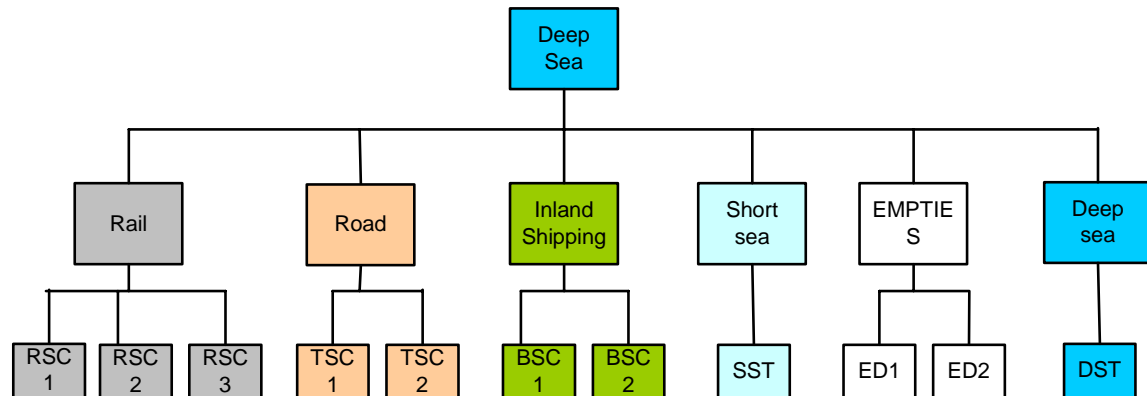 Deep
Sea
Rail
Road
Inland
Shipping
Short
sea
EMPTIE
S
Deep
sea
RSC
1
RSC
2
RSC
3
TSC
1
TSC
2
BSC
1
BSC
2
SST
ED1
ED2
DST